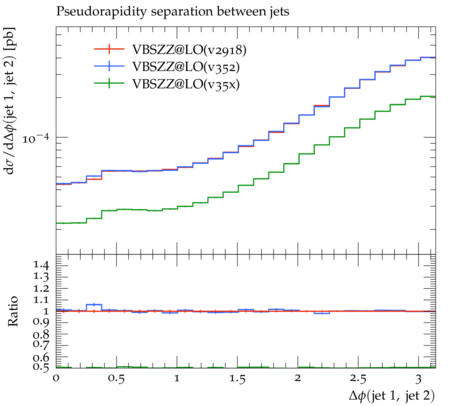 Pseudorapidity separation between jets
dσ/dΔϕ(jet 1, jet 2) [pb]
VBSZZ@LO(v2918)
VBSZZ@LO(v352)
VBSZZ@LO(v35x)
10⁻⁴
Ratio
1.4
1.3
1.2
1.1
1
0.9
0.8
0.7
0.6
0.5
0 0.5 1 1.5 2 2.5 3
Δϕ(jet 1, jet 2)